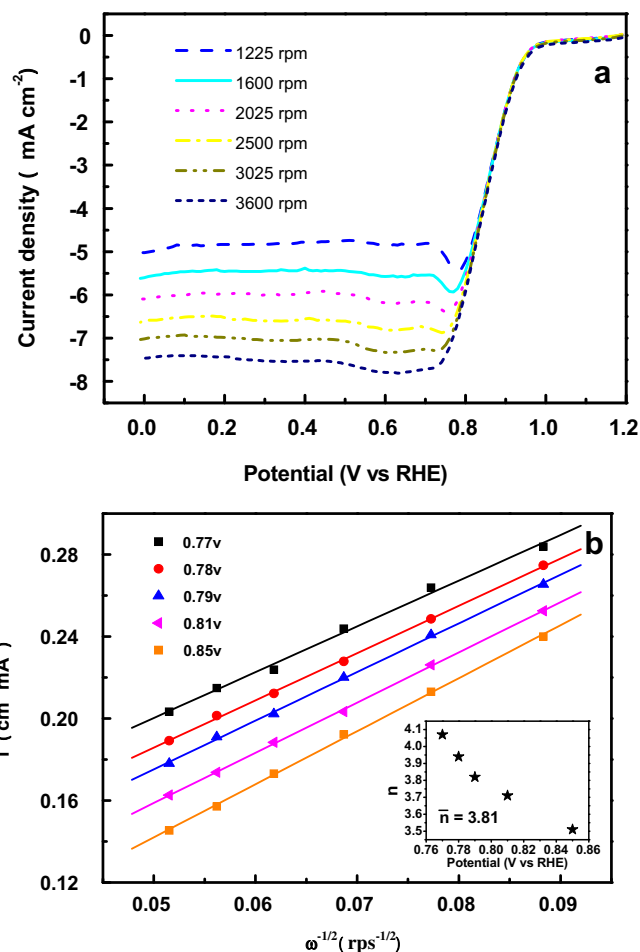 0
-1
-2
-3
-4
-5
-6
-7
-8
Current density ( mA cm-2)
1225 rpm
1600 rpm
2025 rpm
2500 rpm
3025 rpm
3600 rpm
a
0.0 0.2 0.4 0.6 0.8 1.0 1.2
Potential (V vs RHE)
0.28
0.24
0.20
0.16
0.12
0.77v
0.78v
0.79v
0.81v
0.85v
b
4.1
4.0
3.9
3.8
3.7
3.6
3.5
n
n̅ = 3.81
0.76 0.78 0.80 0.82 0.84 0.86
Potential (V vs RHE)
0.05 0.06 0.07 0.08 0.09
ω-1/2( rps-1/2)